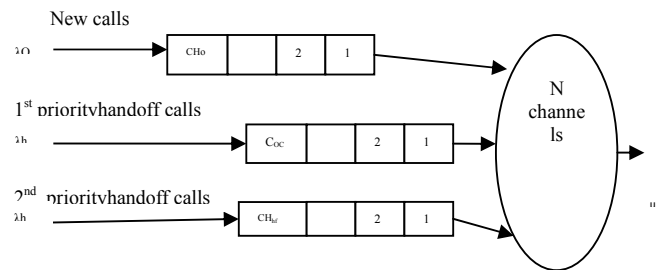 New calls
λO
CHo 2 1
1st priorityhandoff calls
λh
COC 2 1
2nd priorityhandoff calls
λh
CHhf 2 1
N
channe
ls